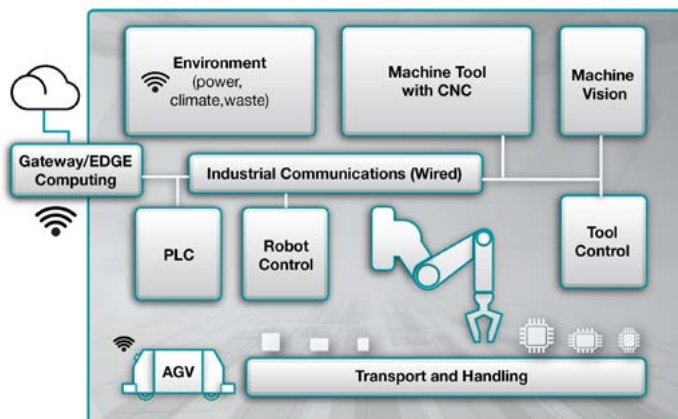 Environment
(power,
climate,waste)
Machine Tool
with CNC
Machine
Vision
Gateway/EDGE
Computing
Industrial Communications (Wired)
PLC
Robot
Control
Tool
Control
AGV
Transport and Handling